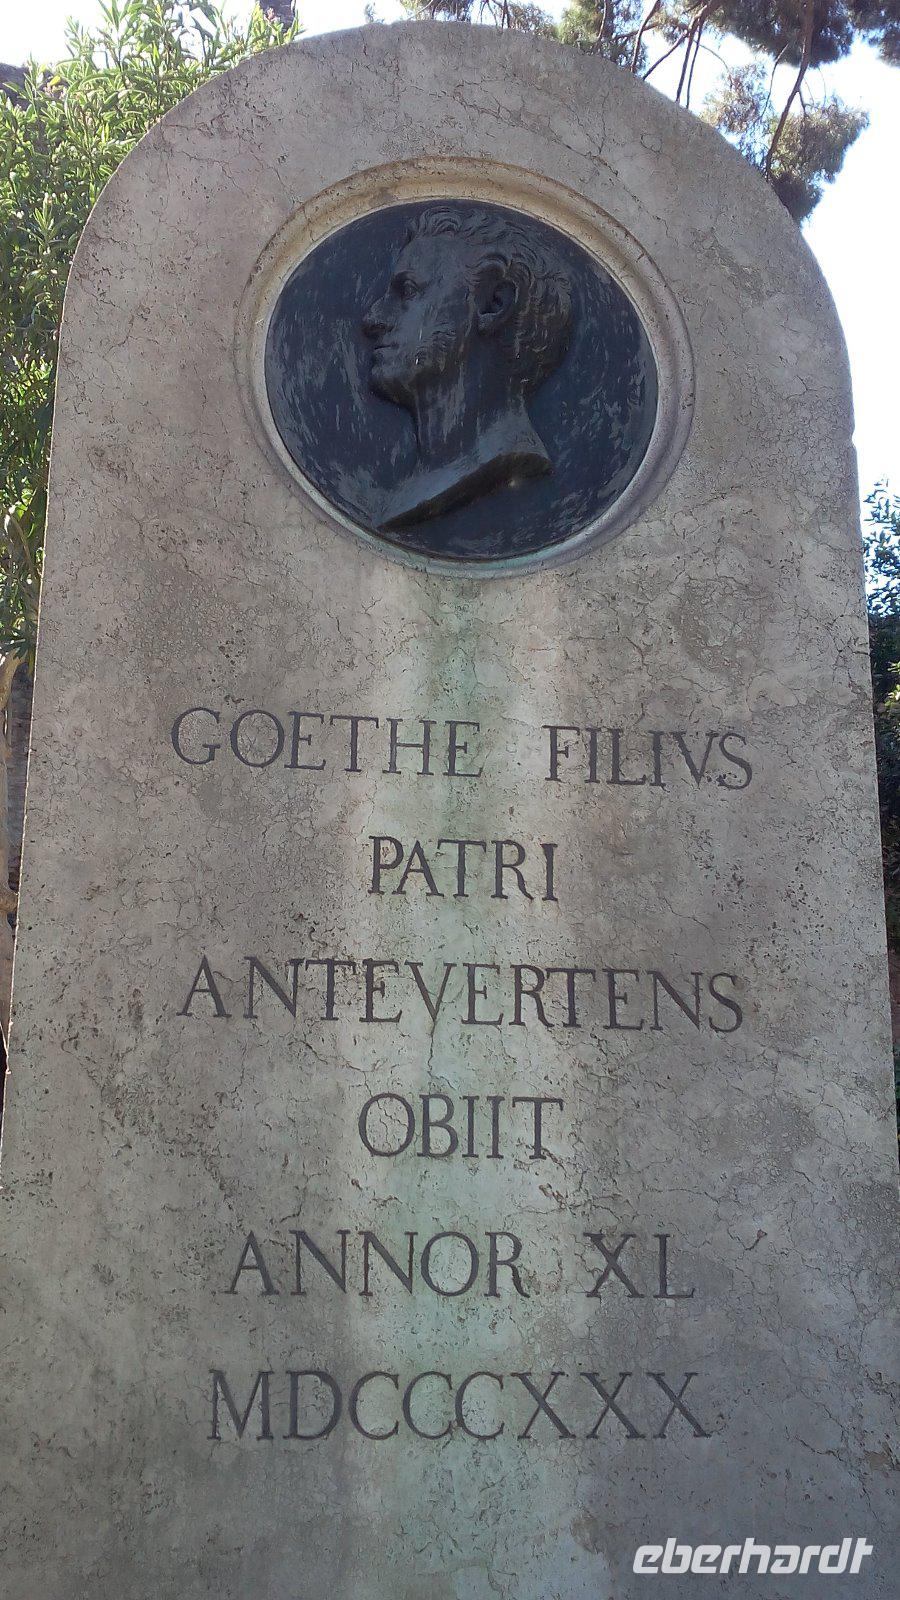 GOETHE FILIVS
PATRI
ANTEVERTENS
OBIIT
ANNOR XL
MDCCCXXX
eberhardt